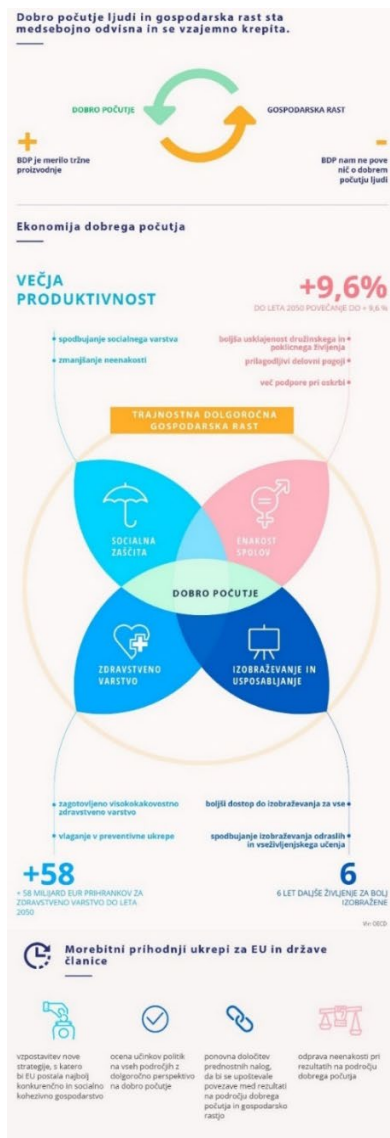 Dobro počutje ljudi in gospodarska rast sta
medsebojno odvisna in se vzajemno krepita.
DOBRO POČUTJE
GOSPODARSKA RAST
+
BDP je merilo tržne
proizvodnje
-
BDP nam ne pove
nič o dobrem
počutju ljudi
Ekonomija dobrega počutja
VEČJA
PRODUKTIVNOST
+9,6%
DO LETA 2050 POVEČANJE DO + 9,6 %
• spodbujanje socialnega varstva
• zmanjšanje neenakosti
boljša usklajenost družinskega in •
poklicnega življenja
prilagodljivi delovni pogoji •
več podpore pri oskrbi •
TRAJNOSTNA DOLGOROČNA
GOSPODARSKA RAST
SOCIALNA
ZAŠČITA
ENAKOST
SPOLOV
DOBRO POČUTJE
ZDRAVSTVENO
VARSTVO
IZOBRAŽEVANJE IN
USPOSABLJANJE
• zagotovljeno visokokakovostno
zdravstveno varstvo
• vlaganje v preventivne ukrepe
boljši dostop do izobraževanja za vse •
spodbujanje izobraževanja odraslih •
in vseživljenjskega učenja
+58
< 58 MILIJARD EUR PRIHRANKOV ZA
ZDRAVSTVENO VARSTVO DO LETA
2050
6
6 LET DALJŠE ŽIVLJENJE ZA BOLJ
IZOBRAŽENE
Vir: OECD
Morebitni prihodnji ukrepi za EU in države
članice
vzpostavitev nove
strategije, s katero
bi EU postala najbolj
konkurenčno in socialno
kohezivno gospodarstvo
ocena učinkov politik
na vseh področjih z
dolgoročno perspektivo
na dobro počutje
ponovna določitev
prednostnih nalog,
da bi se upoštevale
povezave med rezultati
na področju dobrega
počutja in gospodarsko
rastjo
odprava neenakosti pri
rezultatih na področju
dobrega počutja